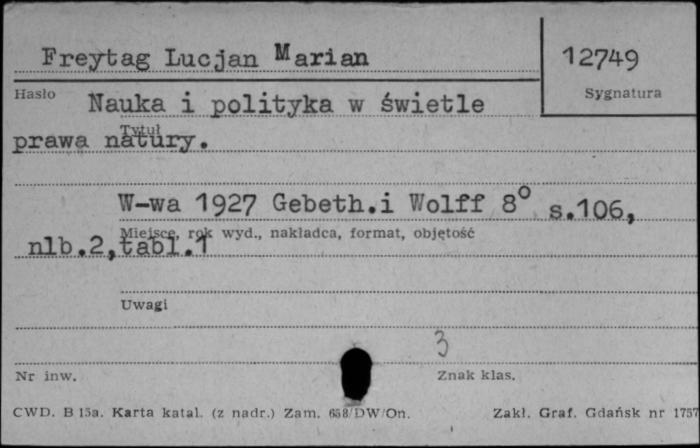 Freytag Lucjan Marian
12749
Hasło
Sygnatura
Nauka i polityka w świetle
Tytuł
prawa natury.
W-wa 1927 Gebeth.i Wolff 8° s.106,
Miejsce, rok wyd., nakładca, format, objętość
nlb.2,tabl.1
Uwagi
3
Nr inw.
Znak klas.
CWD. B 15a. Karta katal. (z nadr.) Zam. 658/DW/On.
Zakł. Graf. Gdańsk nr 1757